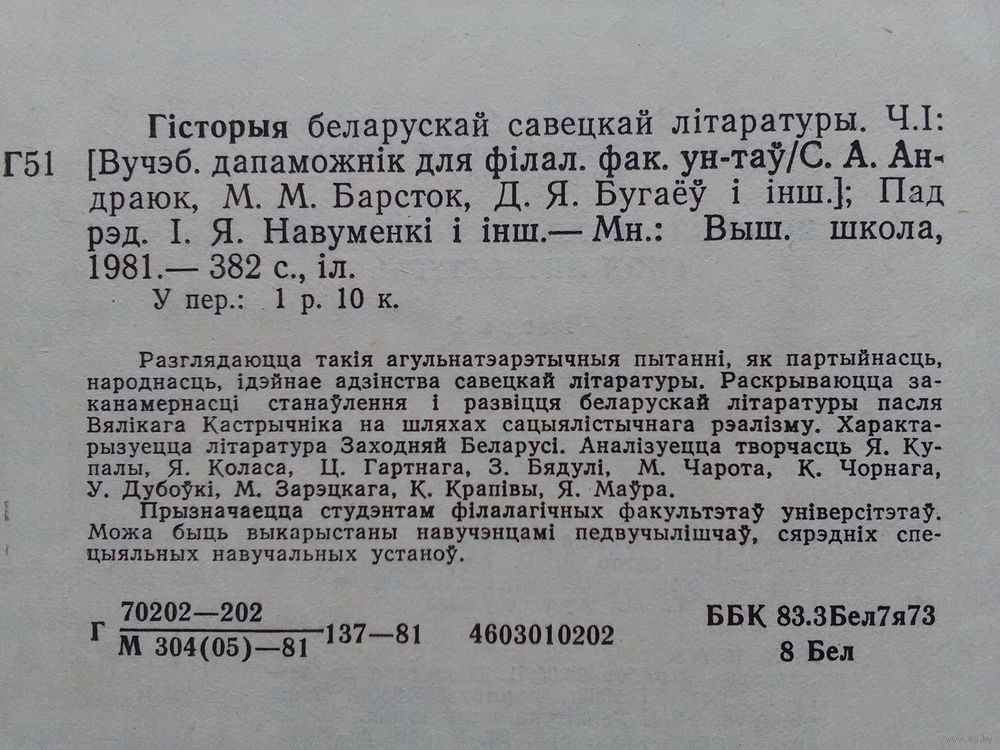 Гісторыя беларускай савецкай літаратуры. Ч.I:
Г51 [Вучэб. дапаможнік для філал. фак. ун-таў/С. А. Ан-
драюк, М. М. Барсток, Д. Я. Бугаёў і інш.]; Пад
рэд. І. Я. Навуменкі і інш.— Мн.: Выш. школа,
1981.— 382 с., іл.
У пер.: 1 р. 10 к.
Разглядаюцца такія агульнатэарэтычныя пытанні, як партыйнасць,
народнасць, ідэйнае адзінства савецкай літаратуры. Раскрываюцца за-
канамернасці станаўлення і развіцця беларускай літаратуры пасля
Вялікага Кастрычніка на шляхах сацыялістычнага рэалізму. Характа-
рызуецца літаратура Заходняй Беларусі. Аналізуецца творчасць Я. Ку-
палы, Я. Коласа, Ц. Гартнага, З. Бядулі, М. Чарота, К. Чорнага,
У. Дубоўкі, М. Зарэцкага, К. Крапівы, Я. Маўра.
Прызначаецца студэнтам філалагічных факультэтаў універсітэтаў.
Можа быць выкарыстаны навучэнцамі педвучылішчаў, сярэдніх спе-
цыяльных навучальных устаноў.
Г 70202—202
М 304(05)—81 137—81 4603010202
ББК 83.3Бел7я73
8 Бел
www.ay.by